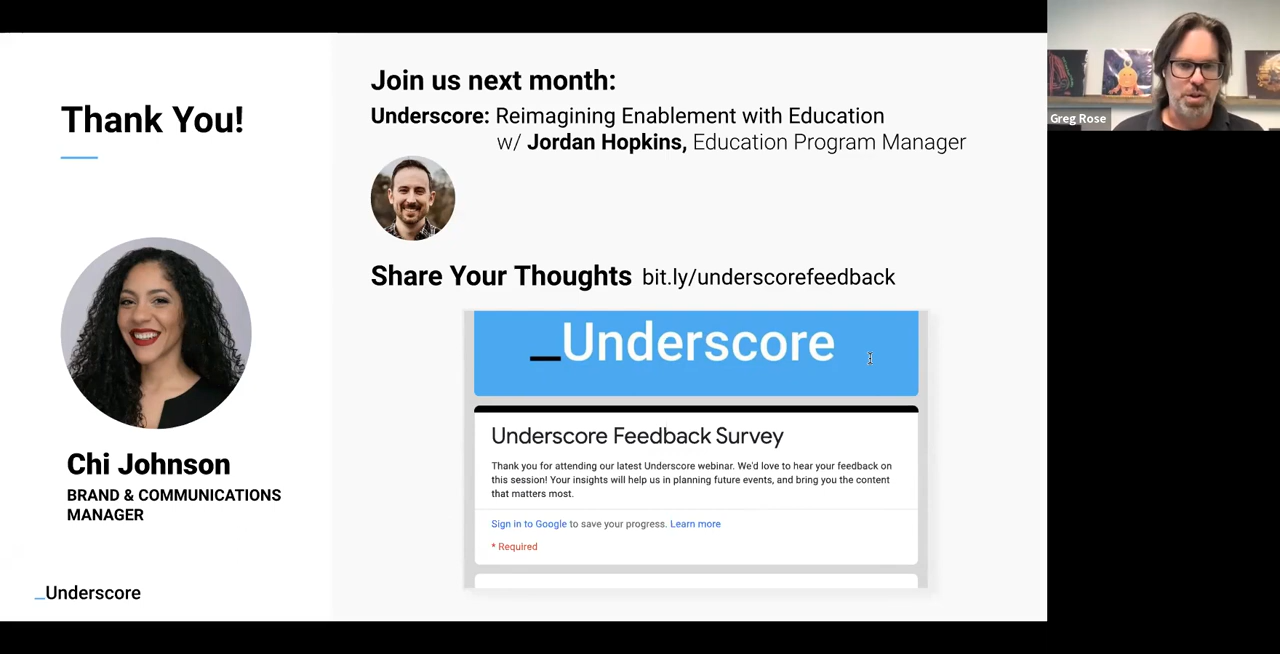 Thank You!
Chi Johnson
BRAND & COMMUNICATIONS
MANAGER
_Underscore
Join us next month:
Underscore: Reimagining Enablement with Education
w/ Jordan Hopkins, Education Program Manager
Share Your Thoughts bit.ly/underscorefeedback
_Underscore
Underscore Feedback Survey
Thank you for attending our latest Underscore webinar. We'd love to hear your feedback on
this session! Your insights will help us in planning future events, and bring you the content
that matters most.
Sign in to Google to save your progress. Learn more
* Required
Greg Rose